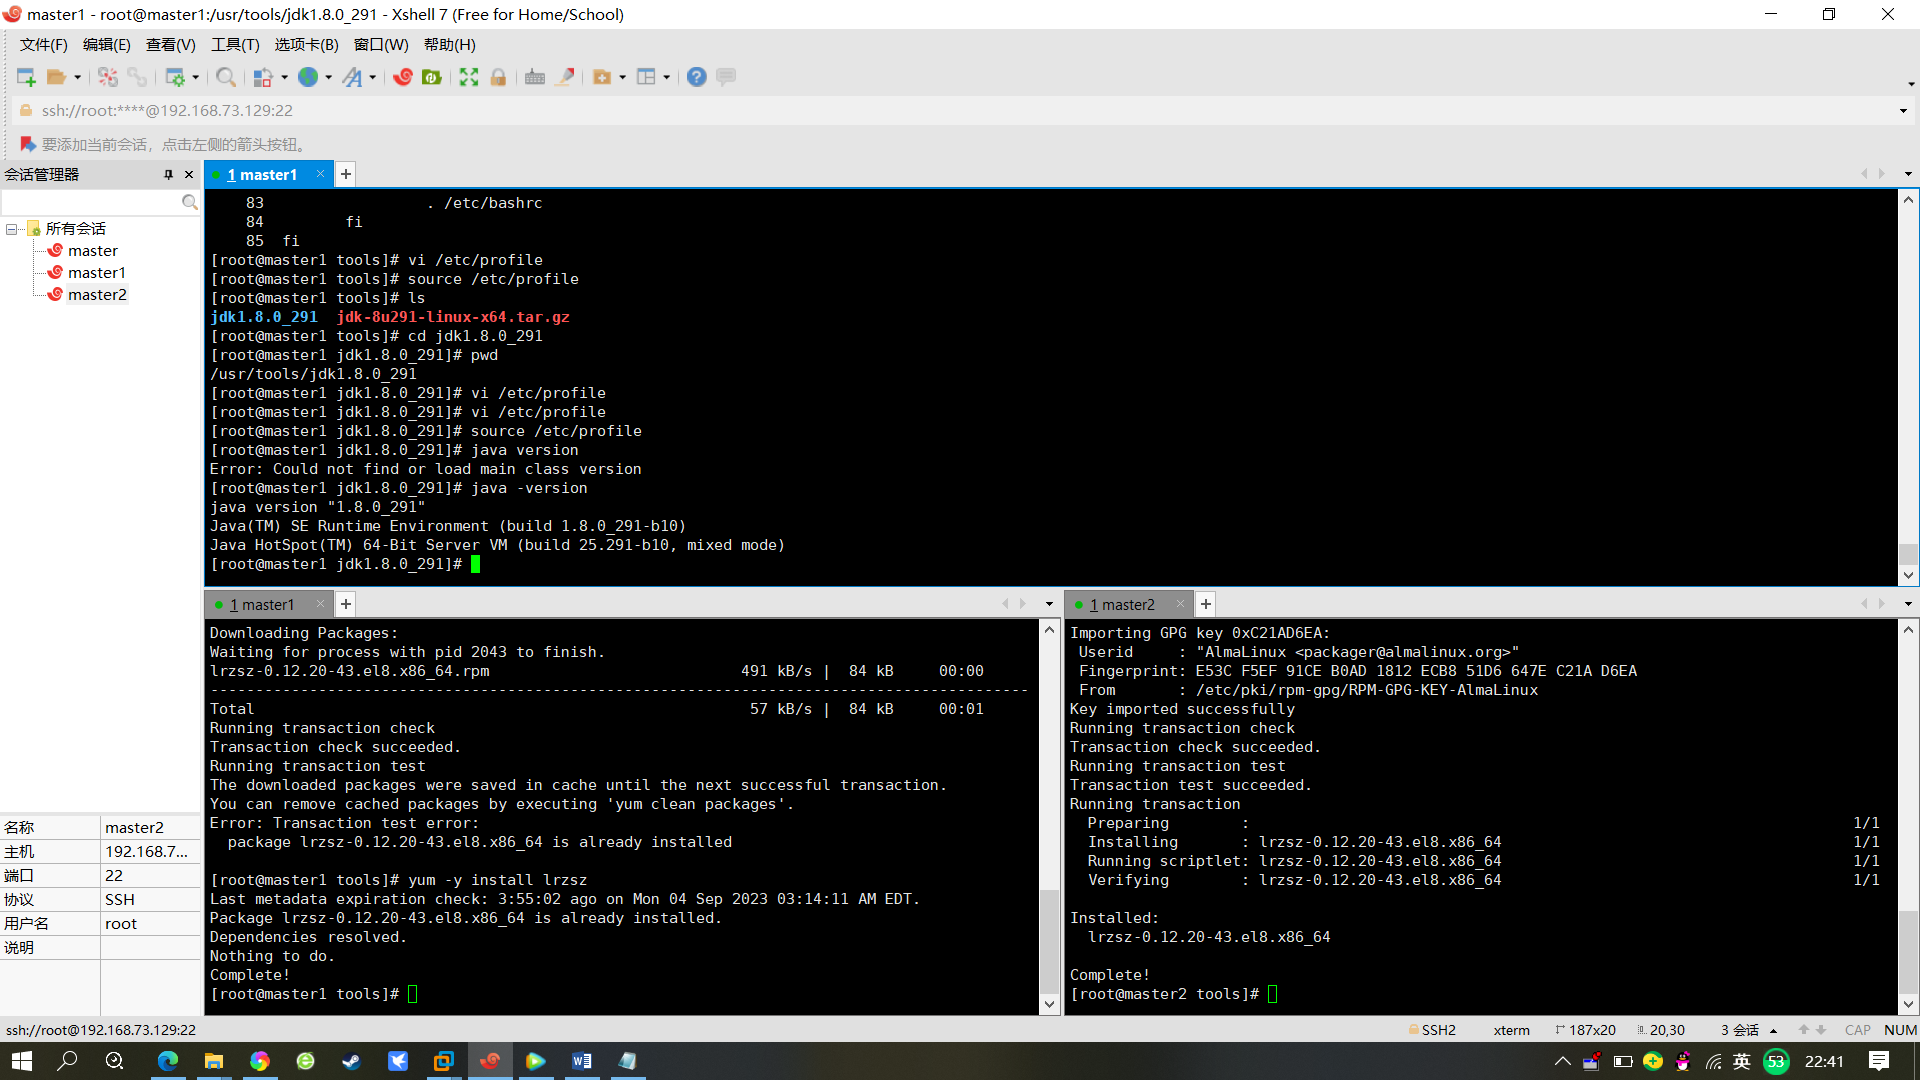 master1 - root@master1:/usr/tools/jdk1.8.0_291 - Xshell 7 (Free for Home/School)
文件(F) 编辑(E) 查看(V) 工具(T) 选项卡(B) 窗口(W) 帮助(H)
ssh://root:****@192.168.73.129:22
要添加当前会话，点击左侧的箭头按钮。
会话管理器
所有会话
master
master1
master2
名称 master2
主机 192.168.7...
端口 22
协议 SSH
用户名 root
说明
1 master1
83 . /etc/bashrc
84 fi
85 fi
[root@master1 tools]# vi /etc/profile
[root@master1 tools]# source /etc/profile
[root@master1 tools]# ls
jdk1.8.0_291 jdk-8u291-linux-x64.tar.gz
[root@master1 tools]# cd jdk1.8.0_291
[root@master1 jdk1.8.0_291]# pwd
/usr/tools/jdk1.8.0_291
[root@master1 jdk1.8.0_291]# vi /etc/profile
[root@master1 jdk1.8.0_291]# vi /etc/profile
[root@master1 jdk1.8.0_291]# source /etc/profile
[root@master1 jdk1.8.0_291]# java version
Error: Could not find or load main class version
[root@master1 jdk1.8.0_291]# java -version
java version "1.8.0_291"
Java(TM) SE Runtime Environment (build 1.8.0_291-b10)
Java HotSpot(TM) 64-Bit Server VM (build 25.291-b10, mixed mode)
[root@master1 jdk1.8.0_291]#
1 master1
Downloading Packages:
Waiting for process with pid 2043 to finish.
lrzsz-0.12.20-43.el8.x86_64.rpm 491 kB/s | 84 kB 00:00
--------------------------------------------------------------------------------
Total 57 kB/s | 84 kB 00:01
Running transaction check
Transaction check succeeded.
Running transaction test
The downloaded packages were saved in cache until the next successful transaction.
You can remove cached packages by executing 'yum clean packages'.
Error: Transaction test error:
package lrzsz-0.12.20-43.el8.x86_64 is already installed
[root@master1 tools]# yum -y install lrzsz
Last metadata expiration check: 3:55:02 ago on Mon 04 Sep 2023 03:14:11 AM EDT.
Package lrzsz-0.12.20-43.el8.x86_64 is already installed.
Dependencies resolved.
Nothing to do.
Complete!
[root@master1 tools]#
1 master2
Importing GPG key 0xC21AD6EA:
Userid : "AlmaLinux <packager@almalinux.org>"
Fingerprint: E53C F5EF 91CE B0AD 1812 ECB8 51D6 647E C21A D6EA
From : /etc/pki/rpm-gpg/RPM-GPG-KEY-AlmaLinux
Key imported successfully
Running transaction check
Transaction check succeeded.
Running transaction test
Transaction test succeeded.
Running transaction
Preparing : 1/1
Installing : lrzsz-0.12.20-43.el8.x86_64 1/1
Running scriptlet: lrzsz-0.12.20-43.el8.x86_64 1/1
Verifying : lrzsz-0.12.20-43.el8.x86_64 1/1
Installed:
lrzsz-0.12.20-43.el8.x86_64
Complete!
[root@master2 tools]#
ssh://root@192.168.73.129:22 SSH2 xterm 187x20 20,30 3 会话 CAP NUM
英 53 22:41